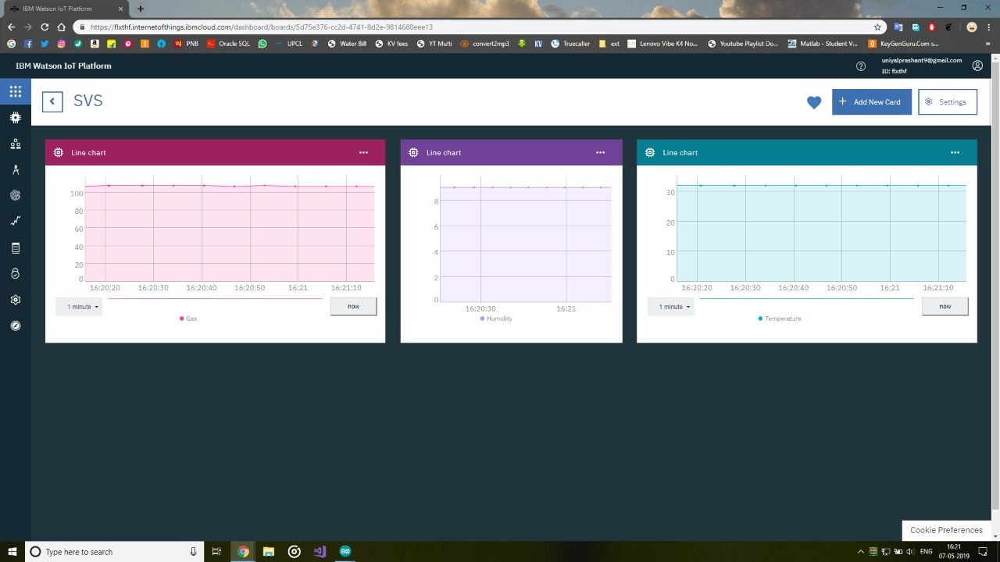 IBM Watson IoT Platform
https://flxthf.internetofthings.ibmcloud.com/dashboard/boards/5d75e376-cc2d-4741-8d2e-9814688eee13
PNB Oracle SQL UPCL Water Bill KV fees YT Multi convert2mp3 KV Truecaller ext Lenovo Vibe K4 No... Youtube Playlist Do... Matlab - Student V... KeyGenGuru.Com s...
IBM Watson IoT Platform
uniyalprashant9@gmail.com
ID: flxthf
SVS
+ Add New Card
Settings
Line chart
100
80
60
40
20
0
16:20:20 16:20:30 16:20:40 16:20:50 16:21 16:21:10
1 minute
now
Gas
Line chart
8
6
4
2
0
16:20:30 16:21
Humidity
Line chart
30
20
10
0
16:20:20 16:20:30 16:20:40 16:20:50 16:21 16:21:10
1 minute
now
Temperature
Cookie Preferences
Type here to search
ENG
16:21
07-05-2019